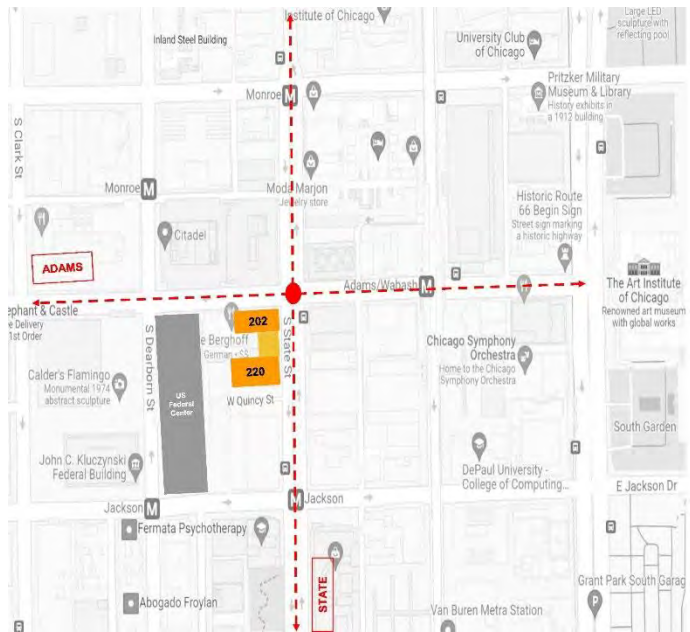 Institute of Chicago
Large LED
sculpture with
reflecting pool
Inland Steel Building
University Club
of Chicago
Pritzker Military
Museum & Library
History exhibits in
a 1912 building
Monroe M
S Clark St
Monroe M
Moda Marjon
Jewelry store
Historic Route
66 Begin Sign
Street sign marking
a historic highway
Citadel
ADAMS
Adams/Wabash M
The Art Institute
of Chicago
Renowned art museum
with global works
ephant & Castle
e Delivery
1st Order
S Dearborn St
202
e Berghoff
German
S State St
Chicago Symphony
Orchestra
Home to the Chicago
Symphony Orchestra
Calder's Flamingo
Monumental 1974
abstract sculpture
220
US
Federal
Center
W Quincy St
South Garden
John C. Kluczynski
Federal Building
DePaul University -
College of Computing...
E Jackson Dr
Jackson M
M Jackson
Fermata Psychotherapy
STATE
Abogado Froylan
Grant Park South Garag
P
Van Buren Metra Station